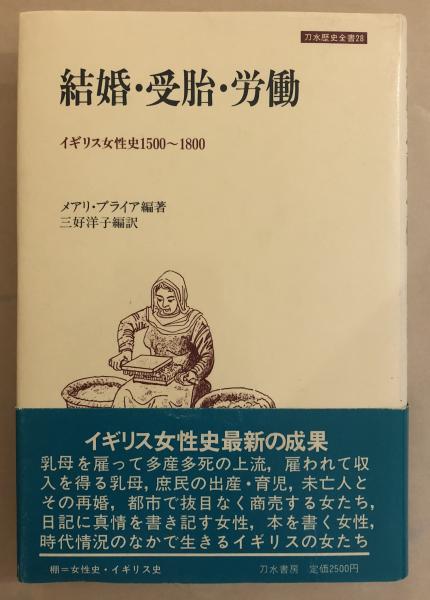 刀水歴史全書28
結婚・受胎・労働
イギリス女性史1500〜1800
メアリ・プライア編著
三好洋子編訳
イギリス女性史最新の成果
乳母を雇って多産多死の上流，雇われて収
入を得る乳母，庶民の出産・育児，未亡人と
その再婚，都市で抜目なく商売する女たち，
日記に真情を書き記す女性，本を書く女性，
時代情況のなかで生きるイギリスの女たち
棚＝女性史・イギリス史
刀水書房 定価2500円